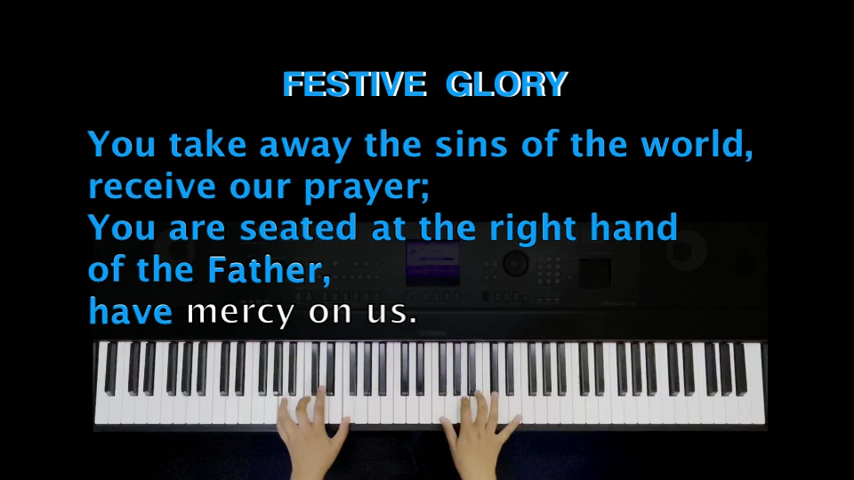 FESTIVE GLORY
You take away the sins of the world,
receive our prayer;
You are seated at the right hand
of the Father,
have mercy on us.